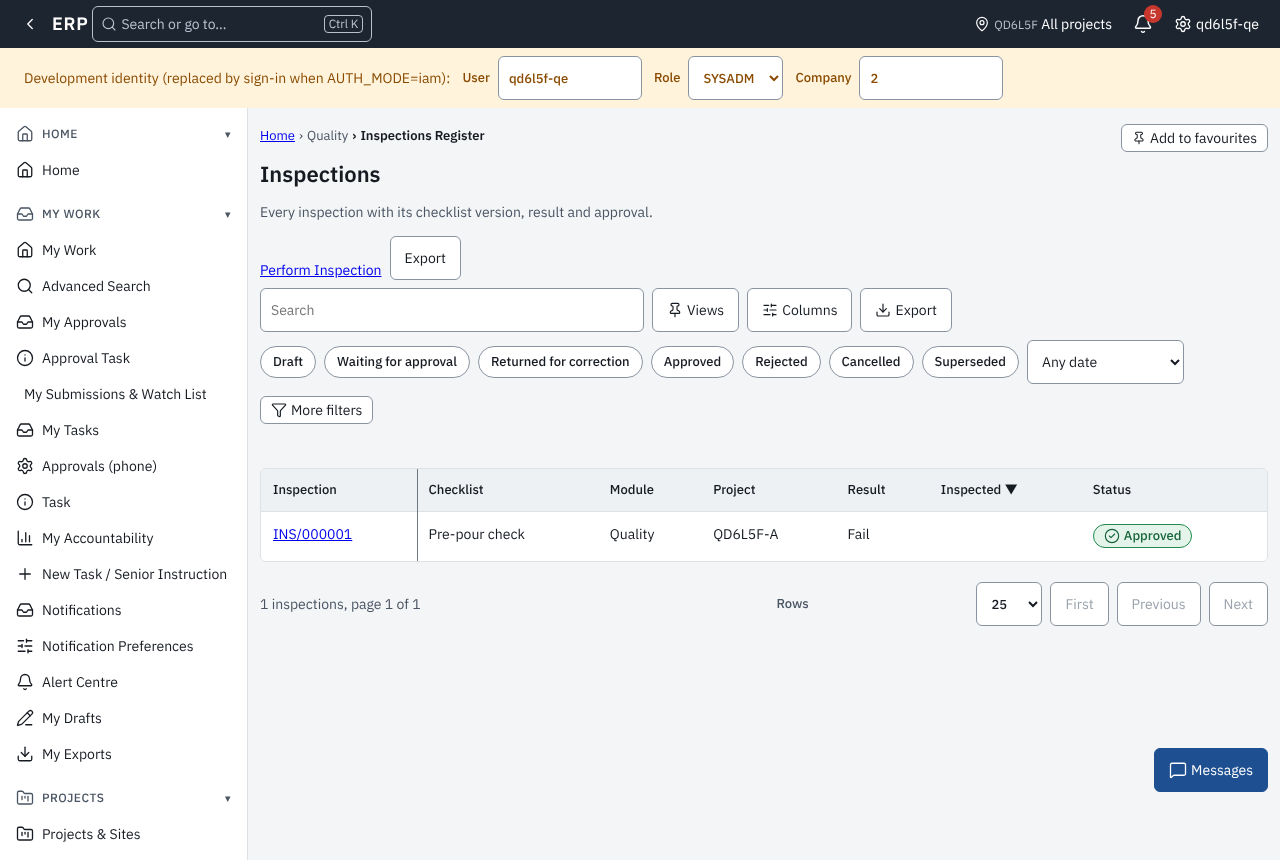 ERP
Search or go to...
Ctrl K
QD6L5F All projects
5
qd6l5f-qe
Development identity (replaced by sign-in when AUTH_MODE=iam):
User
qd6l5f-qe
Role
SYSADM
Company
2
HOME
Home
MY WORK
My Work
Advanced Search
My Approvals
Approval Task
My Submissions & Watch List
My Tasks
Approvals (phone)
Task
My Accountability
New Task / Senior Instruction
Notifications
Notification Preferences
Alert Centre
My Drafts
My Exports
PROJECTS
Projects & Sites
Home › Quality › Inspections Register
Add to favourites
Inspections
Every inspection with its checklist version, result and approval.
Perform Inspection
Export
Search
Views
Columns
Export
Draft
Waiting for approval
Returned for correction
Approved
Rejected
Cancelled
Superseded
Any date
More filters
Inspection Checklist Module Project Result Inspected ▼ Status
INS/000001 Pre-pour check Quality QD6L5F-A Fail Approved
1 inspections, page 1 of 1
Rows
25
First
Previous
Next
Messages